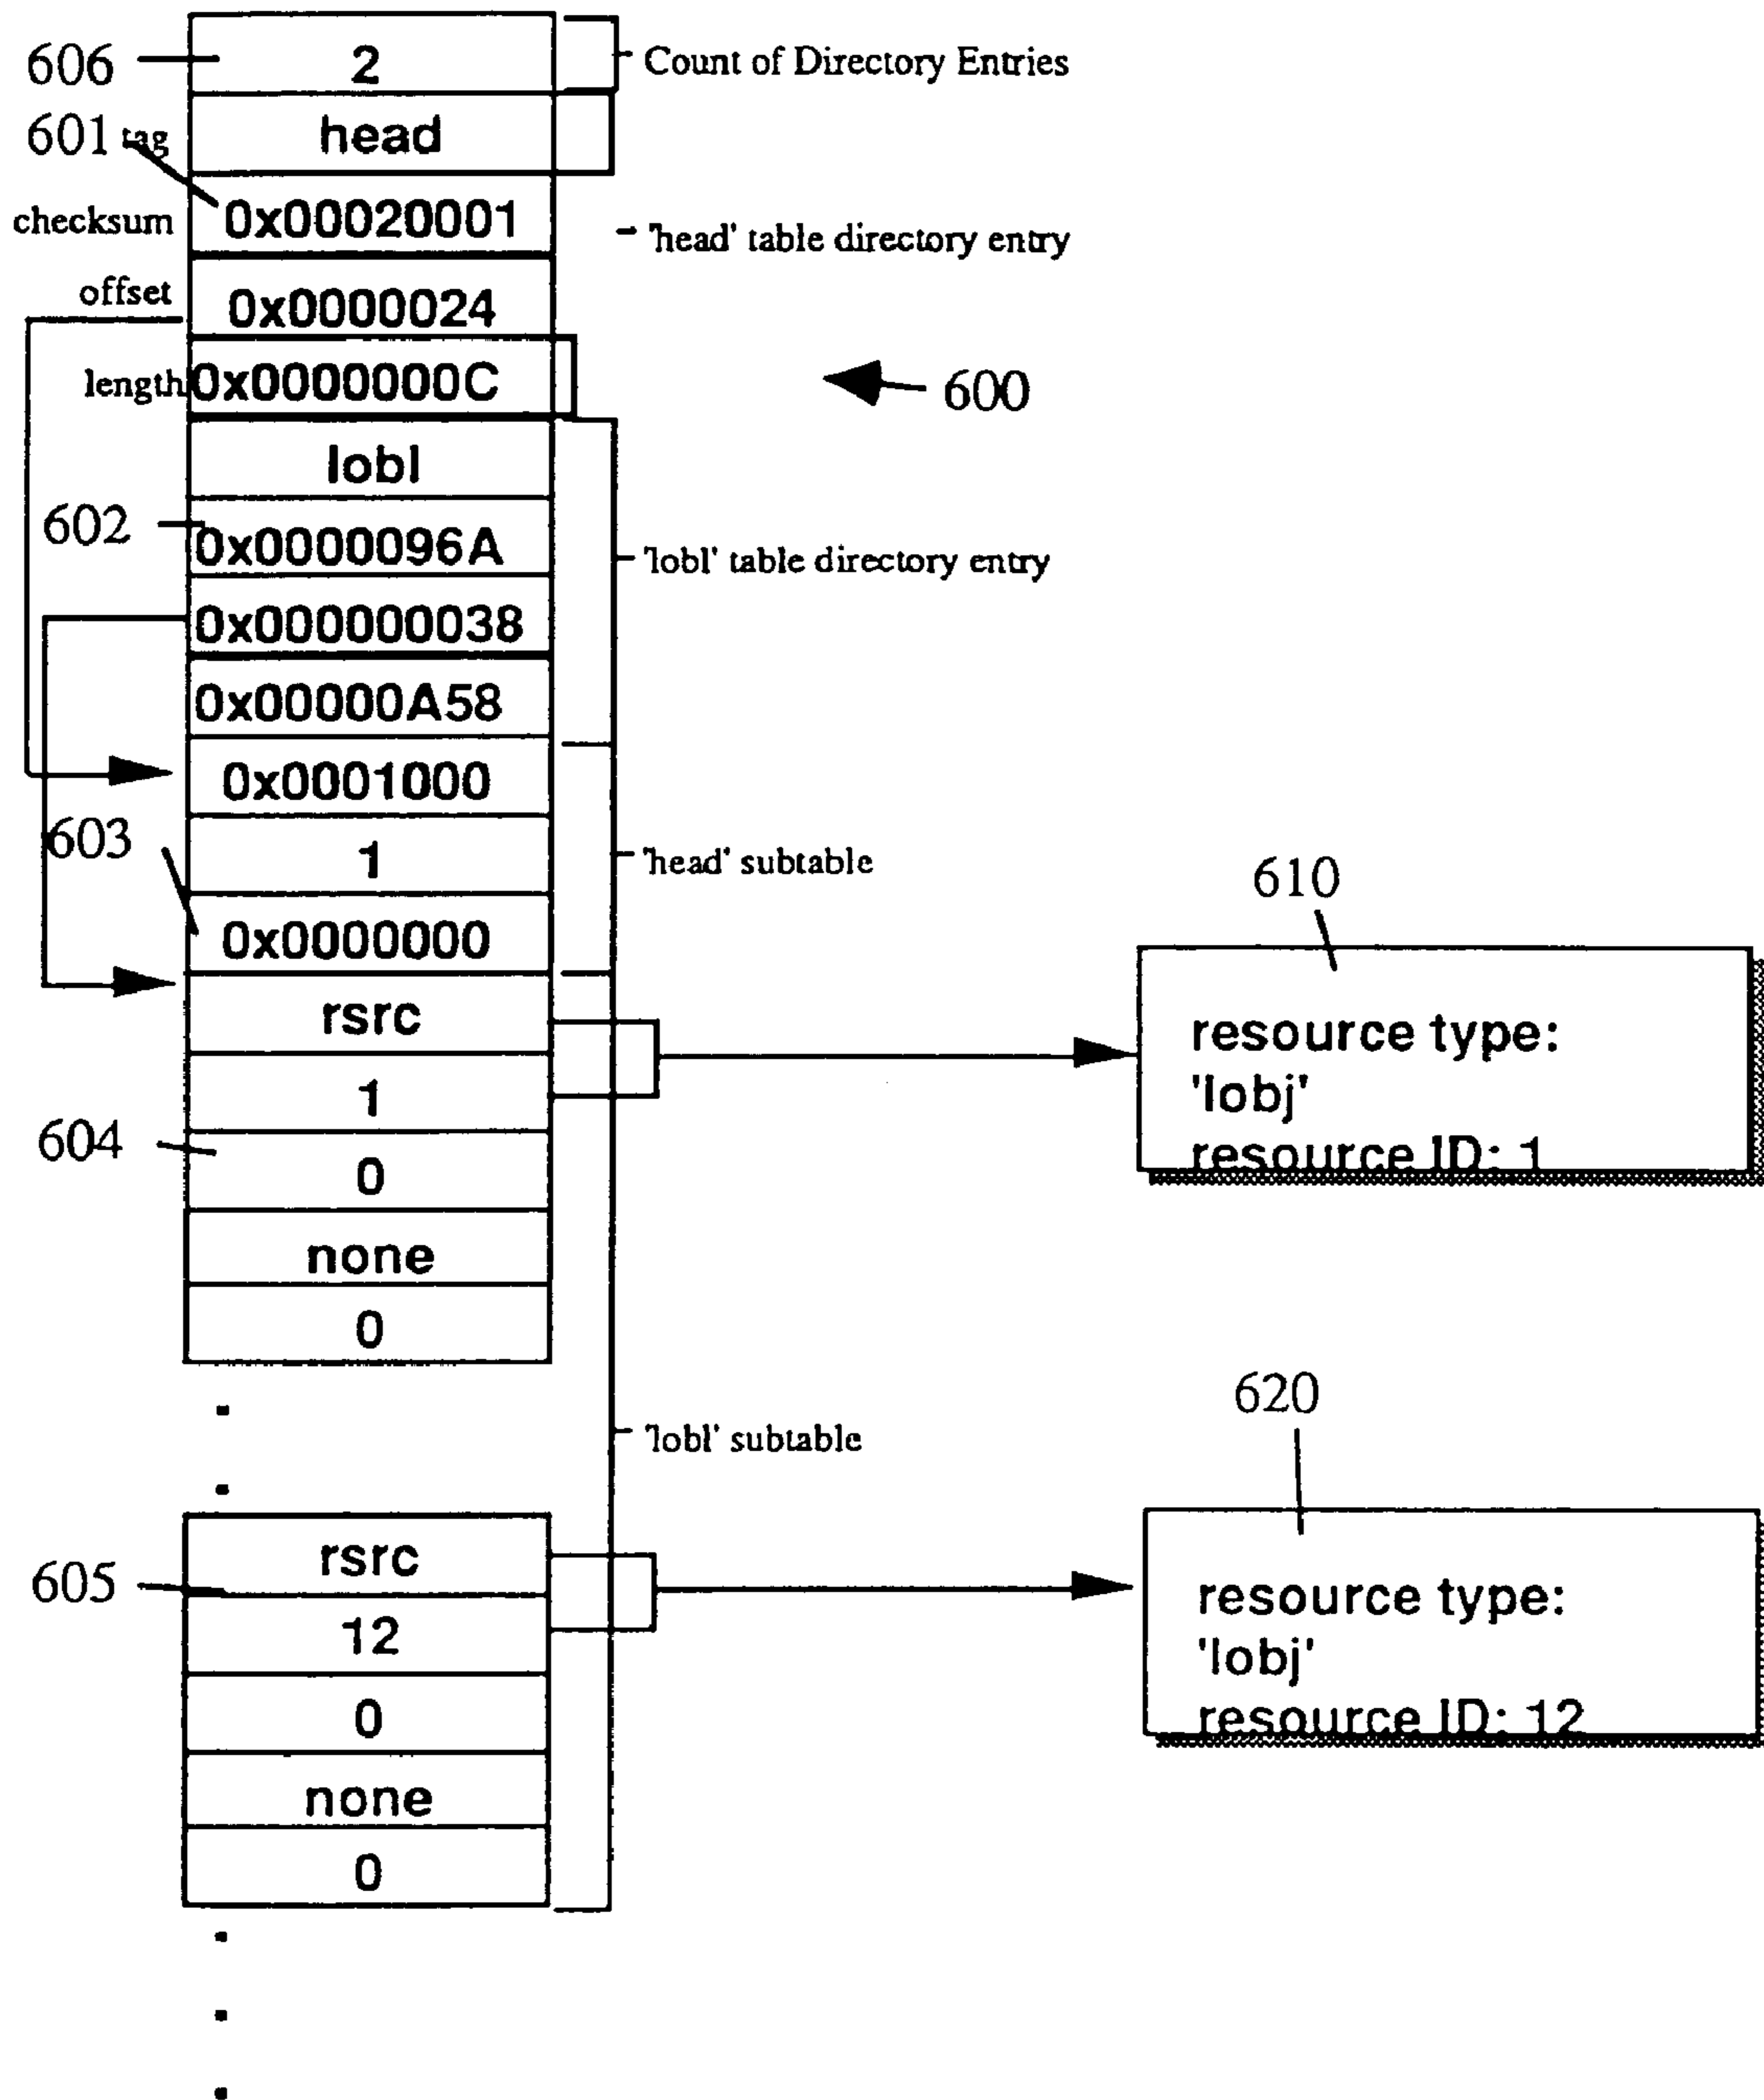 606 2 Count of Directory Entries
601 tag head
checksum 0x00020001 'head' table directory entry
offset 0x0000024
length 0x0000000C 600
lobl
602 0x0000096A 'lobl' table directory entry
0x000000038
0x00000A58
0x0001000
603 1 'head' subtable
0x0000000
610
rsrc
1
604 0
none
0
resource type:
'lobj'
resource ID: 1
620
'lobl' subtable
rsrc
605 12
0
none
0
resource type:
'lobj'
resource ID: 12